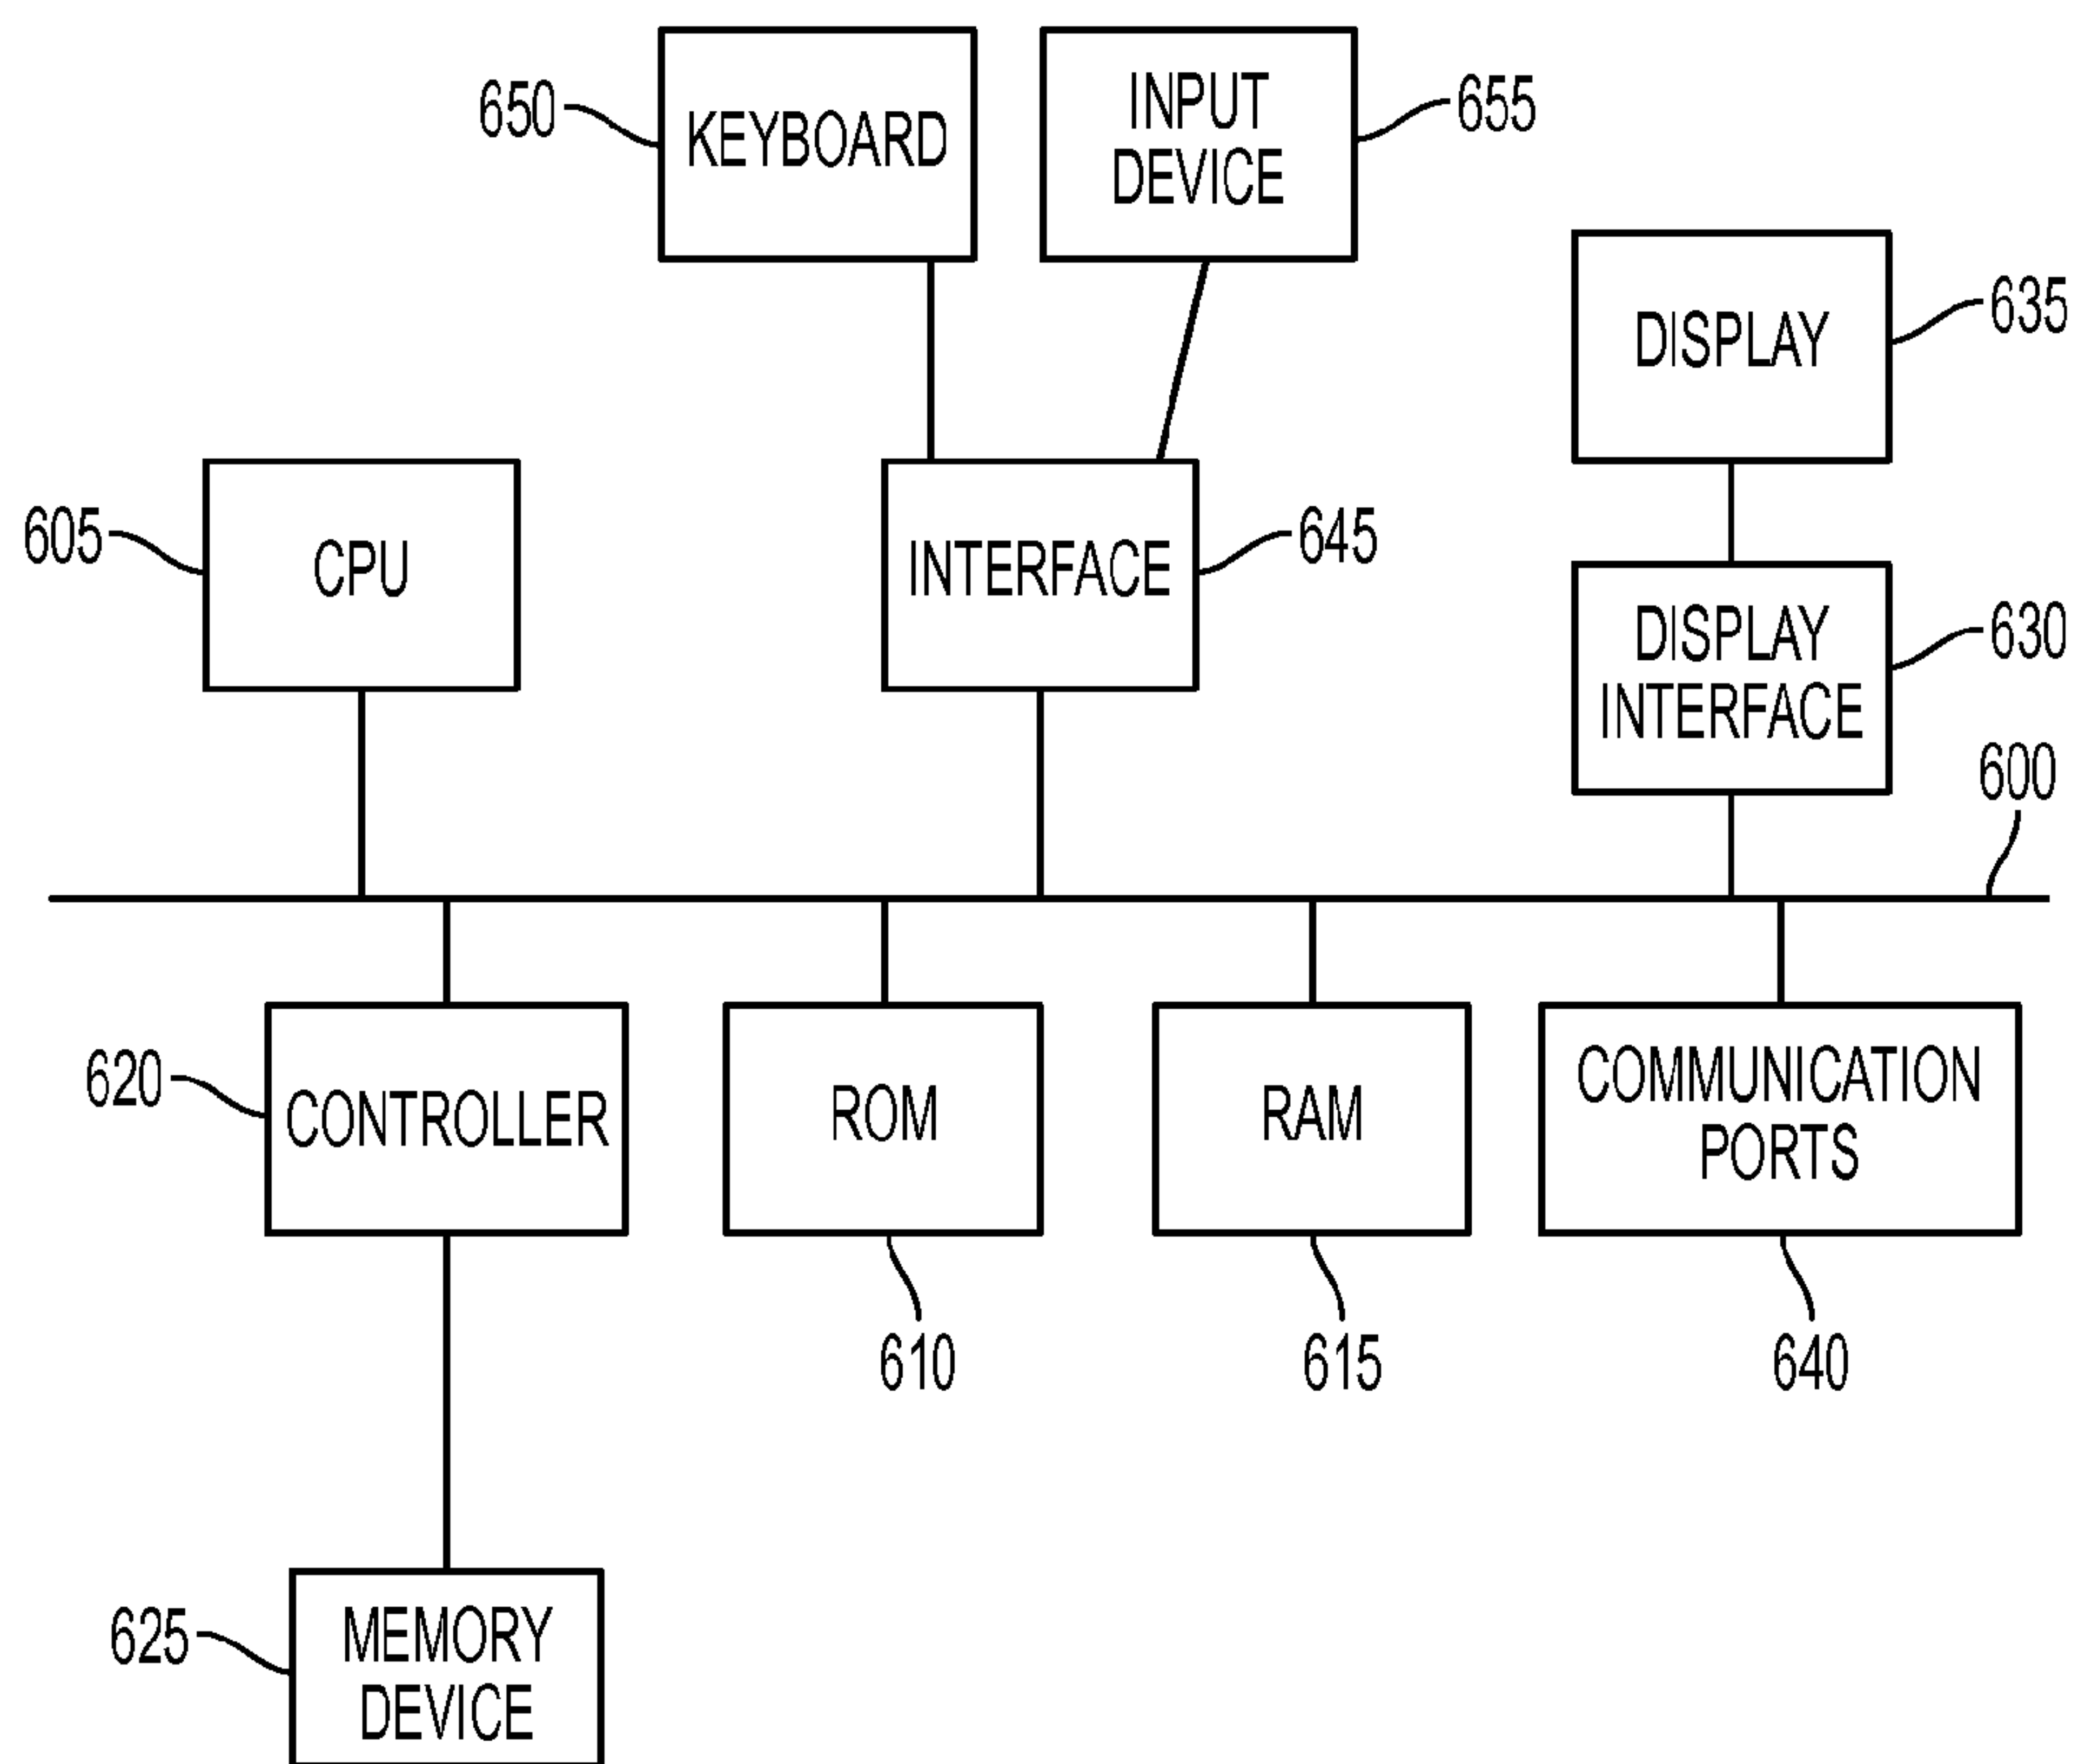 650
KEYBOARD
INPUT
DEVICE
655
DISPLAY
635
605
CPU
INTERFACE
645
DISPLAY
INTERFACE
630
600
620
CONTROLLER
ROM
RAM
COMMUNICATION
PORTS
610
615
640
625
MEMORY
DEVICE